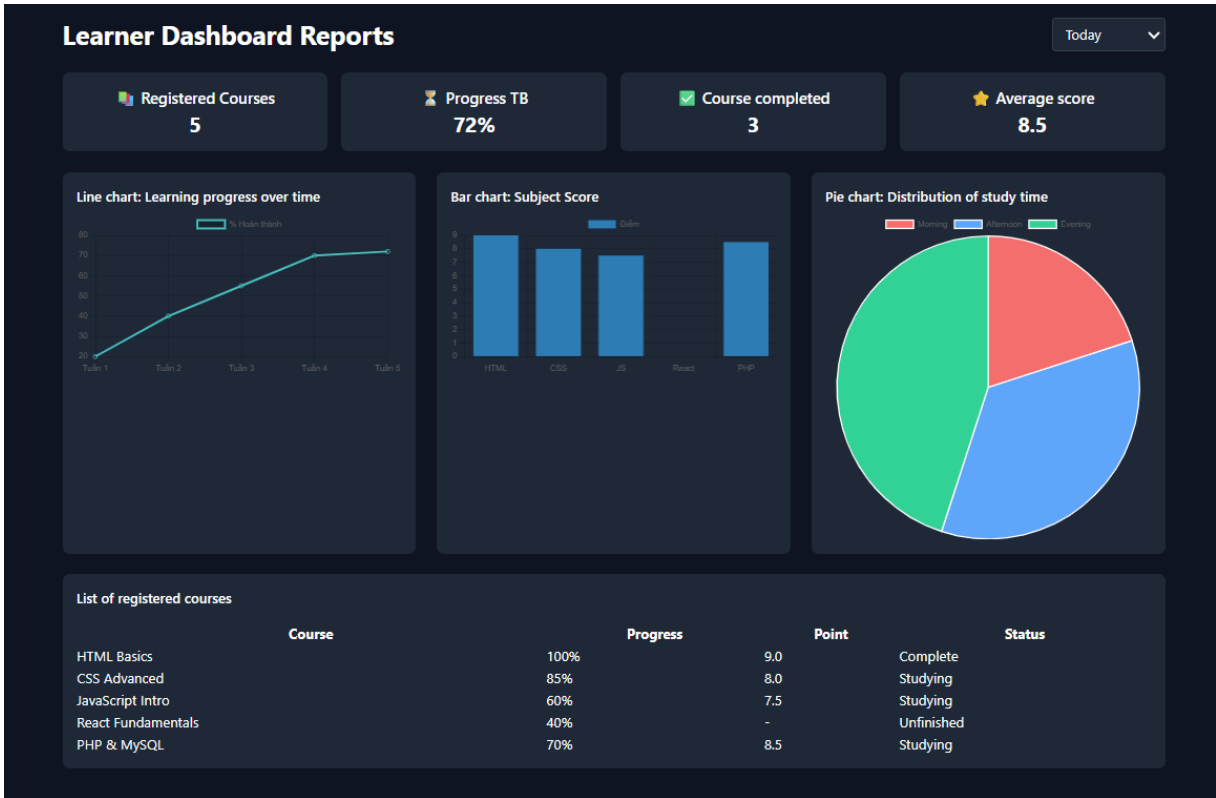 Learner Dashboard Reports
Today
Registered Courses
5
Progress TB
72%
Course completed
3
Average score
8.5
Line chart: Learning progress over time
% Hoàn thành
80
70
60
50
40
30
20
Tuần 1 Tuần 2 Tuần 3 Tuần 4 Tuần 5
Bar chart: Subject Score
Điểm
9
8
7
6
5
4
3
2
1
0
HTML CSS JS React PHP
Pie chart: Distribution of study time
Morning Afternoon Evening
List of registered courses
Course Progress Point Status
HTML Basics 100% 9.0 Complete
CSS Advanced 85% 8.0 Studying
JavaScript Intro 60% 7.5 Studying
React Fundamentals 40% - Unfinished
PHP & MySQL 70% 8.5 Studying